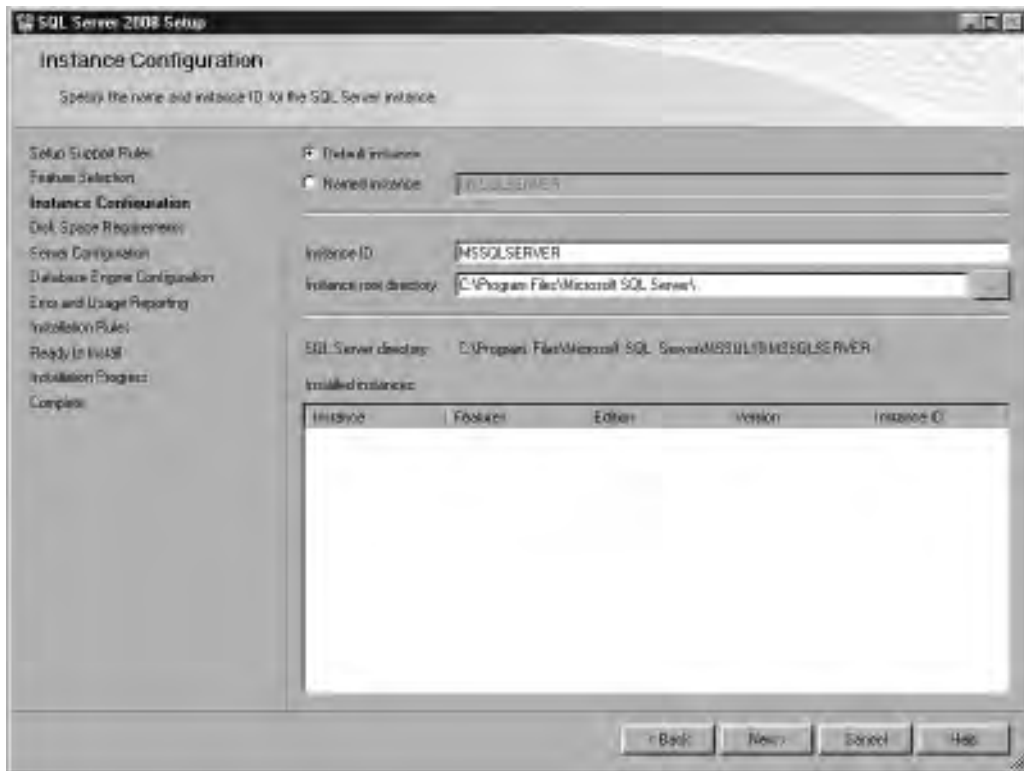 SQL Server 2008 Setup
Instance Configuration
Specify the name and instance ID for the SQL Server instance.
Setup Support Rules
Feature Selection
Instance Configuration
Disk Space Requirements
Server Configuration
Database Engine Configuration
Error and Usage Reporting
Installation Rules
Ready to Install
Installation Progress
Complete
Default instance
Named instance: MSSQLSERVER
Instance ID: MSSQLSERVER
Instance root directory: C:\Program Files\Microsoft SQL Server\ ...
SQL Server directory: C:\Program Files\Microsoft SQL Server\MSSQL10.MSSQLSERVER
Installed instances:
Instance Features Edition Version Instance ID
< Back Next > Cancel Help